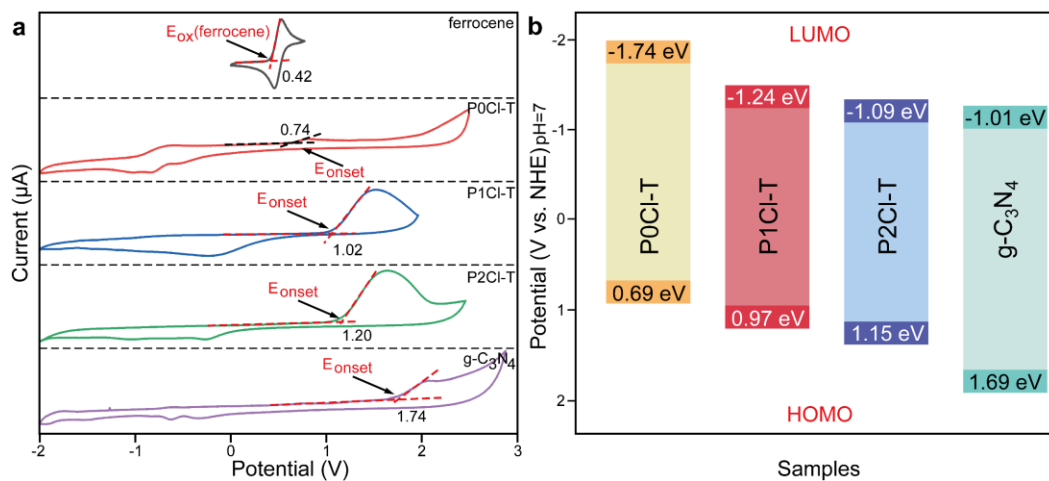 a
ferrocene
E_ox(ferrocene)
0.42
P0Cl-T
0.74
E_onset
P1Cl-T
E_onset
1.02
P2Cl-T
E_onset
1.20
g-C₃N₄
E_onset
1.74
Current (μA)
-2 -1 0 1 2 3
Potential (V)
b
LUMO
-2
-1
0
1
2
Potential (V vs. NHE) pH=7
-1.74 eV
P0Cl-T
0.69 eV
-1.24 eV
P1Cl-T
0.97 eV
-1.09 eV
P2Cl-T
1.15 eV
-1.01 eV
g-C₃N₄
1.69 eV
HOMO
Samples